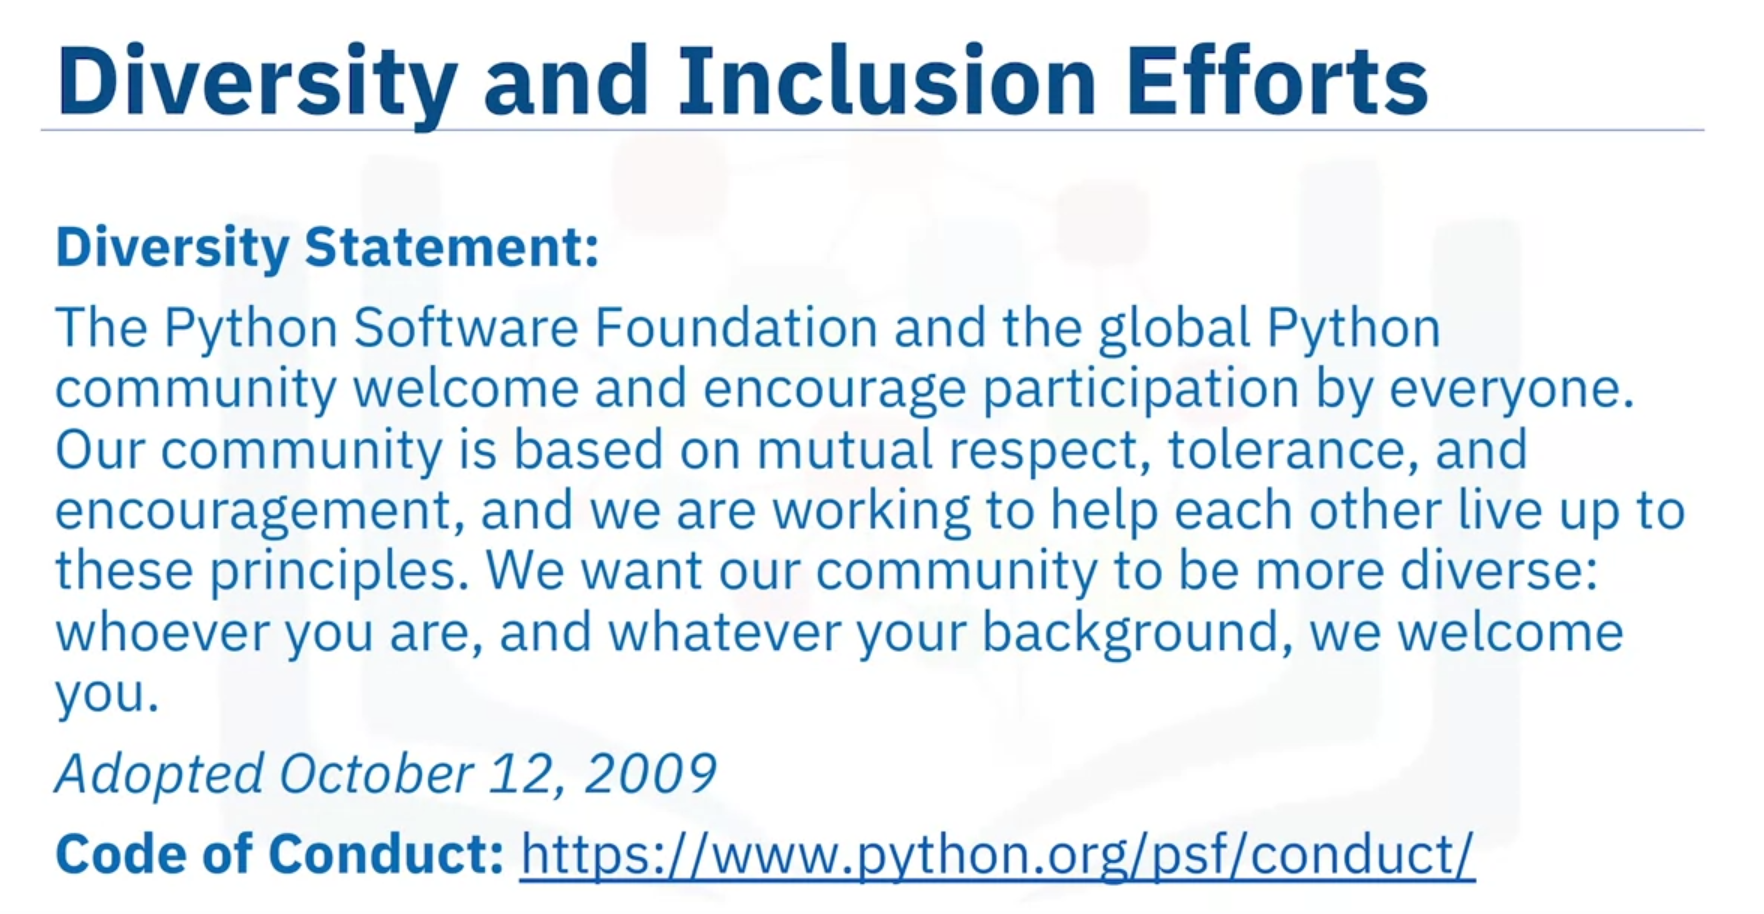 Diversity and Inclusion Efforts
Diversity Statement:
The Python Software Foundation and the global Python
community welcome and encourage participation by everyone.
Our community is based on mutual respect, tolerance, and
encouragement, and we are working to help each other live up to
these principles. We want our community to be more diverse:
whoever you are, and whatever your background, we welcome
you.
Adopted October 12, 2009
Code of Conduct: https://www.python.org/psf/conduct/